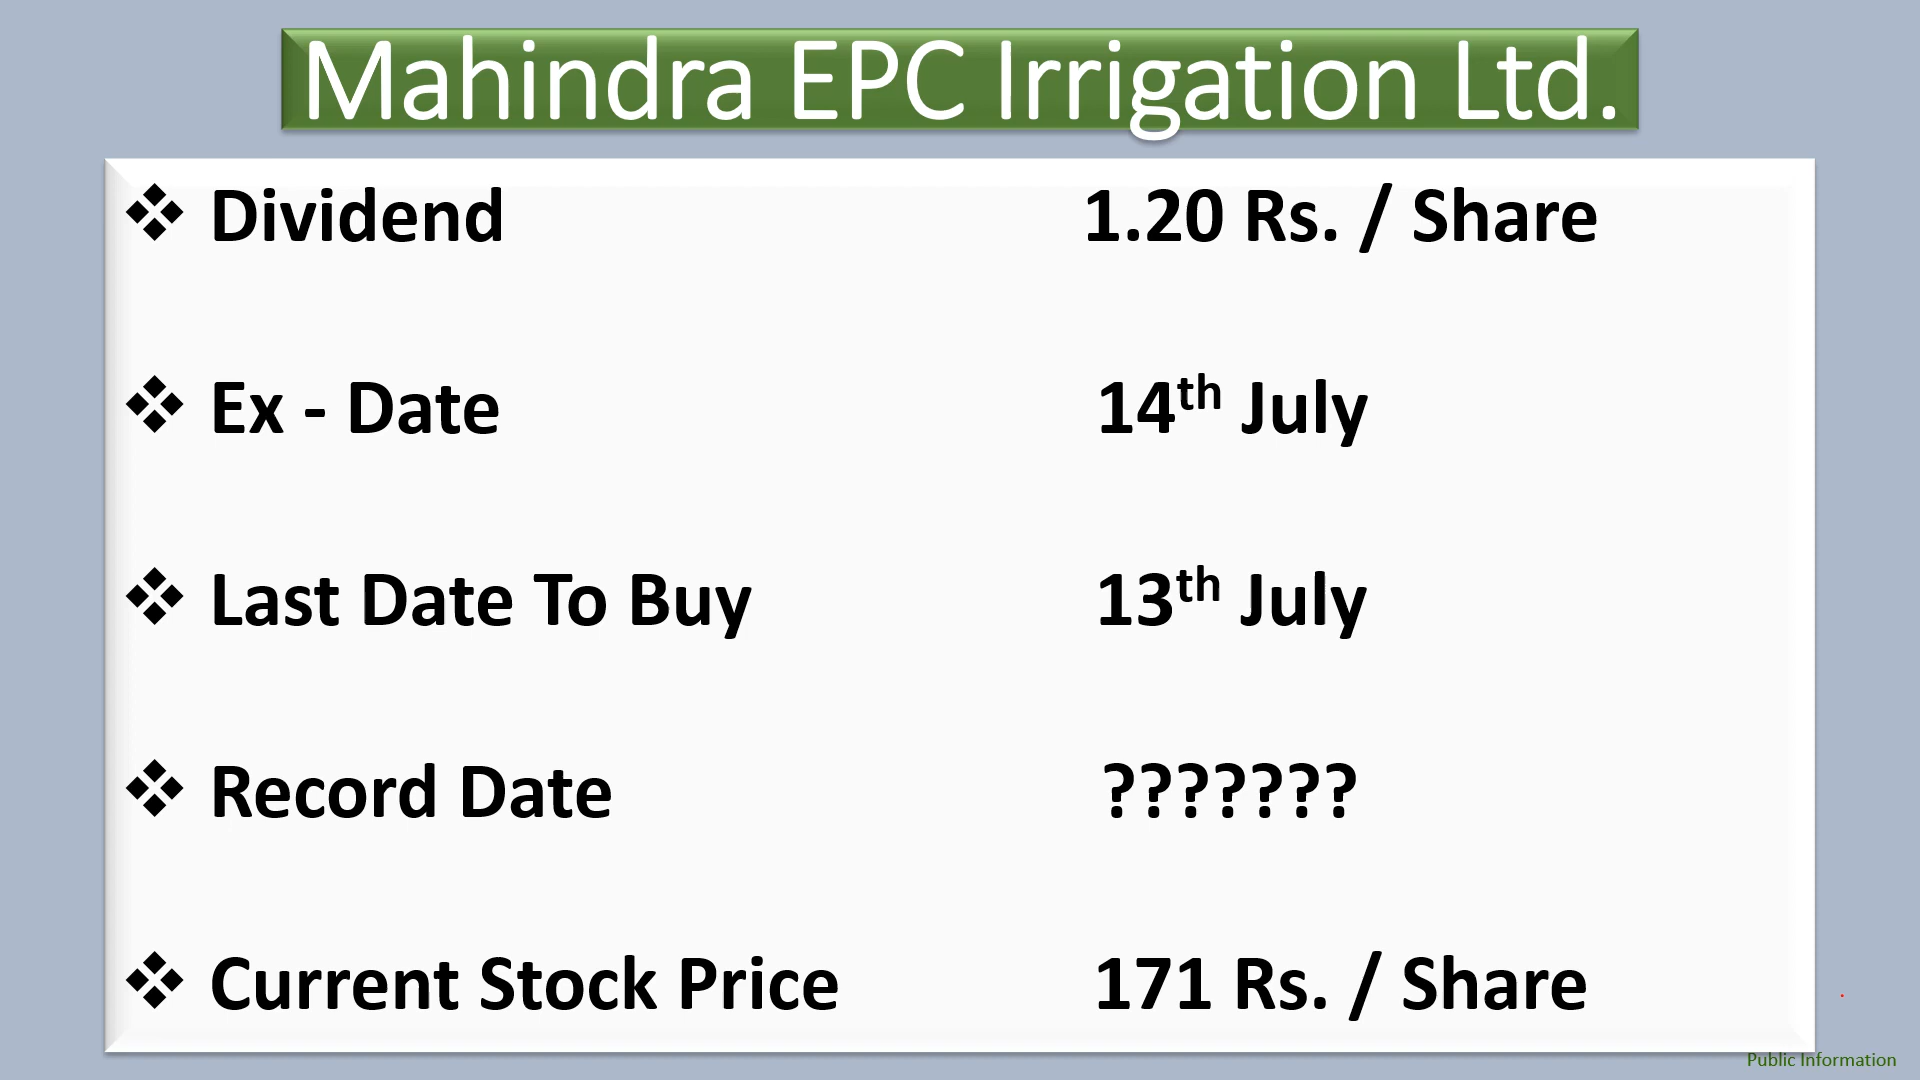 Mahindra EPC Irrigation Ltd.
❖ Dividend 1.20 Rs. / Share
❖ Ex - Date 14th July
❖ Last Date To Buy 13th July
❖ Record Date ???????
❖ Current Stock Price 171 Rs. / Share
Public Information